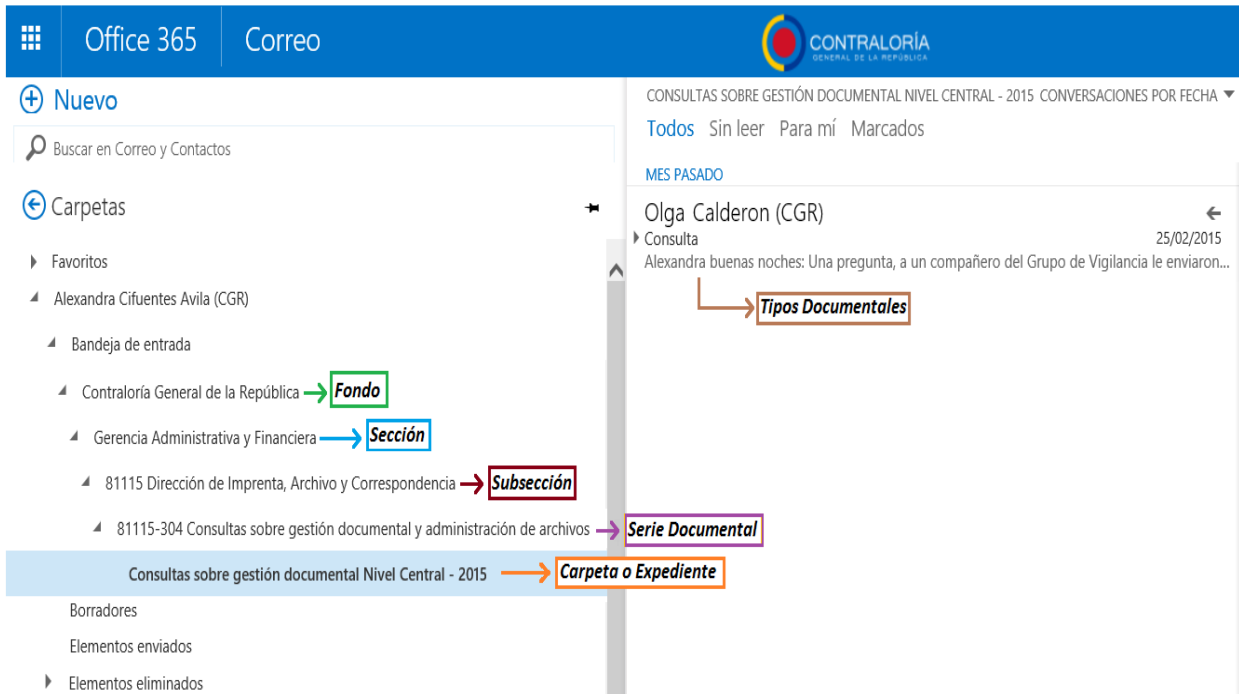 Office 365 Correo
CONTRALORÍA
GENERAL DE LA REPÚBLICA
Nuevo
Buscar en Correo y Contactos
Carpetas
Favoritos
Alexandra Cifuentes Avila (CGR)
Bandeja de entrada
Contraloría General de la República Fondo
Gerencia Administrativa y Financiera Sección
81115 Dirección de Imprenta, Archivo y Correspondencia Subsección
81115-304 Consultas sobre gestión documental y administración de archivos Serie Documental
Consultas sobre gestión documental Nivel Central - 2015 Carpeta o Expediente
Borradores
Elementos enviados
Elementos eliminados
CONSULTAS SOBRE GESTIÓN DOCUMENTAL NIVEL CENTRAL - 2015 CONVERSACIONES POR FECHA
Todos Sin leer Para mí Marcados
MES PASADO
Olga Calderon (CGR)
Consulta 25/02/2015
Alexandra buenas noches: Una pregunta, a un compañero del Grupo de Vigilancia le enviaron...
Tipos Documentales